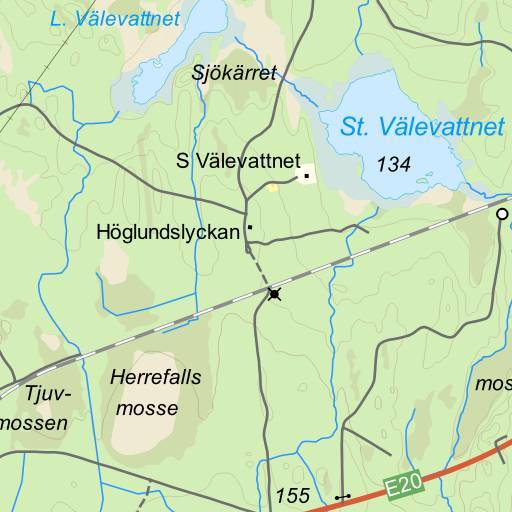 L. Välevattnet
Sjökärret
St. Välevattnet
S Välevattnet
134
Höglundslyckan
Herrefalls
mosse
Tjuv-
mossen
mos
E20
155